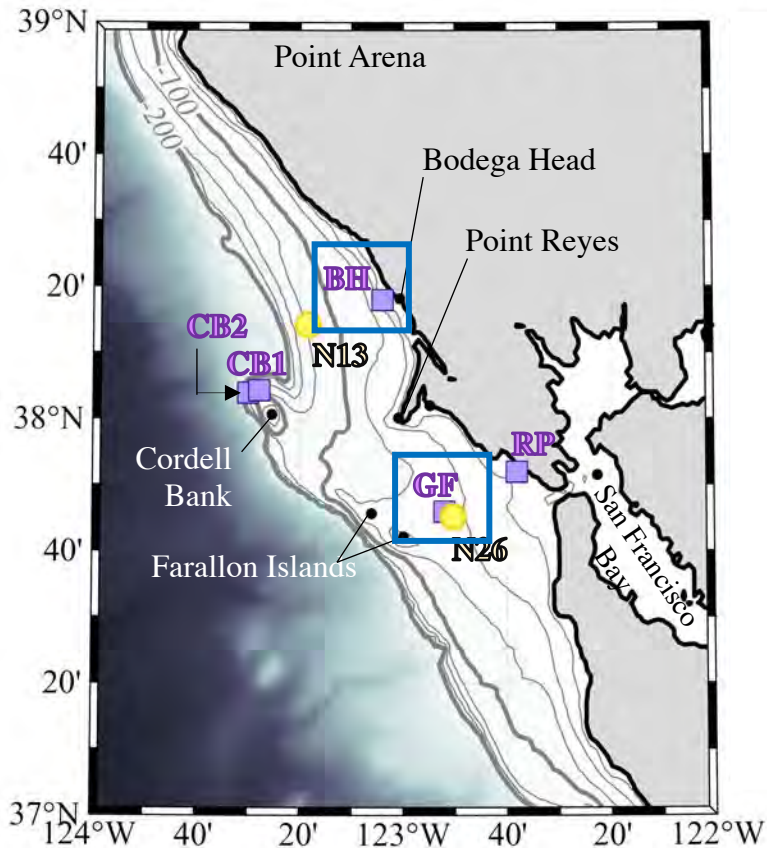 39°N
Point Arena
-100
-200
40'
Bodega Head
Point Reyes
20'
BH
CB2
N13
CB1
38°N
RP
Cordell
Bank
GF
San Francisco
Bay
40'
N26
Farallon Islands
20'
37°N
124°W
40'
20'
123°W
40'
20'
122°W